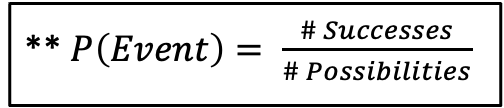 ** P(Event) = # Successes / # Possibilities